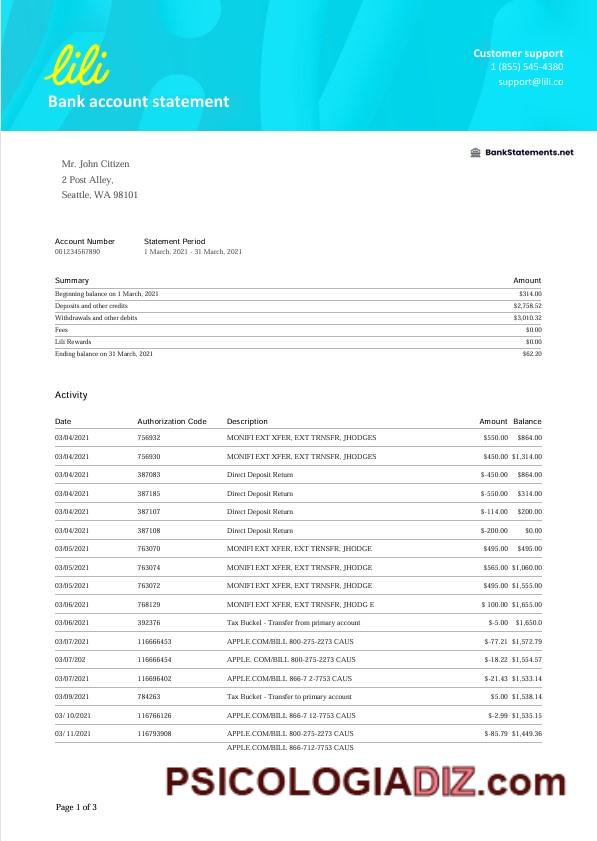 lili
Bank account statement
Customer support
1 (855) 545-4380
support@lili.co
BankStatements.net
Mr. John Citizen
2 Post Alley,
Seattle, WA 98101
Account Number Statement Period
001234567890 1 March, 2021 - 31 March, 2021
Summary Amount
Beginning balance on 1 March, 2021 $314.00
Deposits and other credits $2,758.52
Withdrawals and other debits $3,010.32
Fees $0.00
Lili Rewards $0.00
Ending balance on 31 March, 2021 $62.20
Activity
Date Authorization Code Description Amount Balance
03/04/2021 756932 MONIFI EXT XFER, EXT TRNSFR, JHODGES $550.00 $864.00
03/04/2021 756930 MONIFI EXT XFER, EXT TRNSFR, JHODGES $450.00 $1,314.00
03/04/2021 387083 Direct Deposit Return $-450.00 $864.00
03/04/2021 387185 Direct Deposit Return $-550.00 $314.00
03/04/2021 387107 Direct Deposit Return $-114.00 $200.00
03/04/2021 387108 Direct Deposit Return $-200.00 $0.00
03/05/2021 763070 MONIFI EXT XFER, EXT TRNSFR, JHODGE $495.00 $495.00
03/05/2021 763074 MONIFI EXT XFER, EXT TRNSFR, JHODGE $565.00 $1,060.00
03/05/2021 763072 MONIFI EXT XFER, EXT TRNSFR, JHODGE $495.00 $1,555.00
03/06/2021 768129 MONIFI EXT XFER, EXT TRNSFR, JHODG E $ 100.00 $1,655.00
03/06/2021 392376 Tax Bucket - Transfer from primary account $-5.00 $1,650.0
03/07/2021 116666453 APPLE.COM/BILL 800-275-2273 CAUS $-77.21 $1,572.79
03/07/202 116666454 APPLE. COM/BILL 800-275-2273 CAUS $-18.22 $1,554.57
03/07/2021 116696402 APPLE.COM/BILL 866-7 2-7753 CAUS $-21.43 $1,533.14
03/09/2021 784263 Tax Bucket - Transfer to primary account $5.00 $1,538.14
03/ 10/2021 116766126 APPLE.COM/BILL 866-7 12-7753 CAUS $-2.99 $1,535.15
03/ 11/2021 116793908 APPLE.COM/BILL 800-275-2273 CAUS $-85.79 $1,449.36
APPLE.COM/BILL 866-712-7753 CAUS
PSICOLOGIADIZ.com
Page 1 of 3